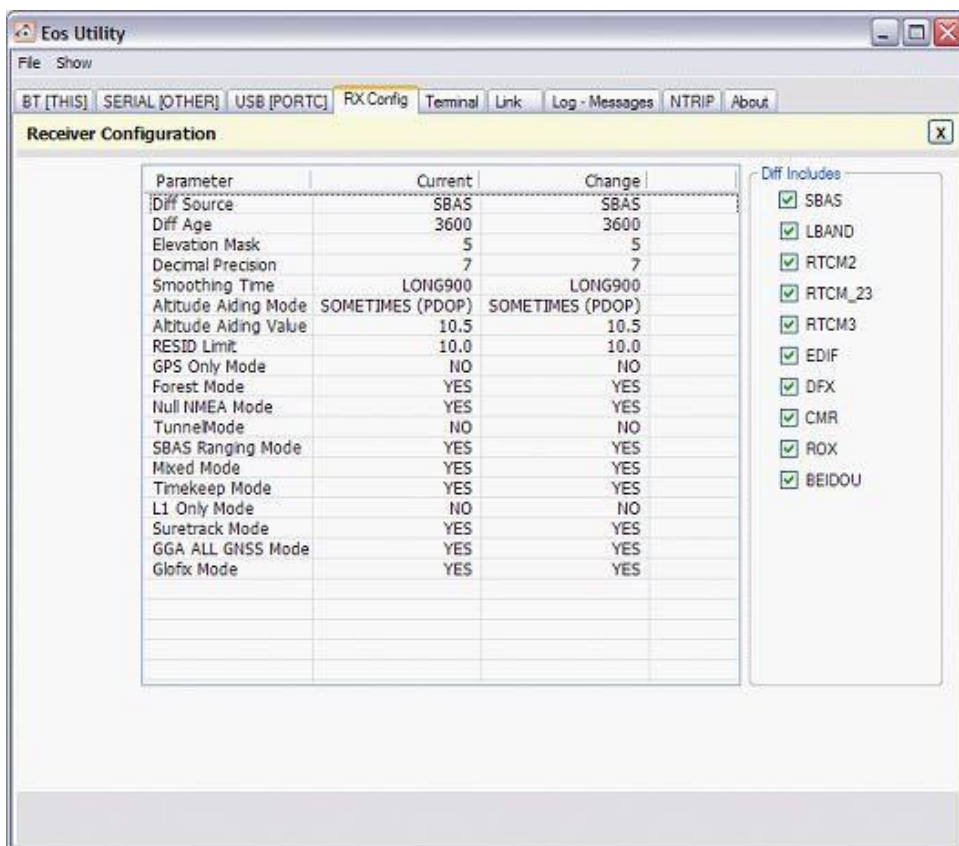 Eos Utility
File Show
BT [THIS] SERIAL [OTHER] USB [PORTC] RX Config Terminal Link Log - Messages NTRIP About
Receiver Configuration X
Parameter Current Change
Diff Source SBAS SBAS
Diff Age 3600 3600
Elevation Mask 5 5
Decimal Precision 7 7
Smoothing Time LONG900 LONG900
Altitude Aiding Mode SOMETIMES (PDOP) SOMETIMES (PDOP)
Altitude Aiding Value 10.5 10.5
RESID Limit 10.0 10.0
GPS Only Mode NO NO
Forest Mode YES YES
Null NMEA Mode YES YES
TunnelMode NO NO
SBAS Ranging Mode YES YES
Mixed Mode YES YES
Timekeep Mode YES YES
L1 Only Mode NO NO
Suretrack Mode YES YES
GGA ALL GNSS Mode YES YES
Glofix Mode YES YES
Diff Includes
SBAS
LBAND
RTCM2
RTCM_23
RTCM3
EDIF
DFX
CMR
ROX
BEIDOU